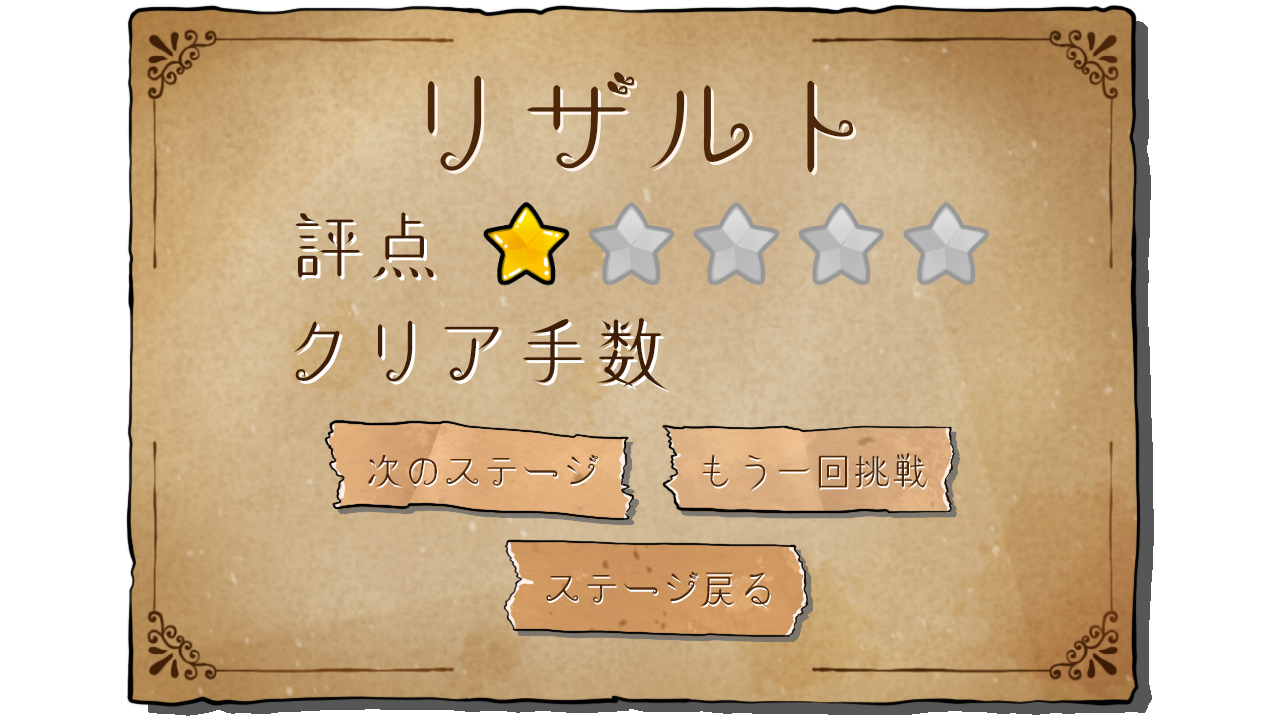 リザルト
評点
クリア手数
次のステージ
もう一回挑戦
ステージ戻る